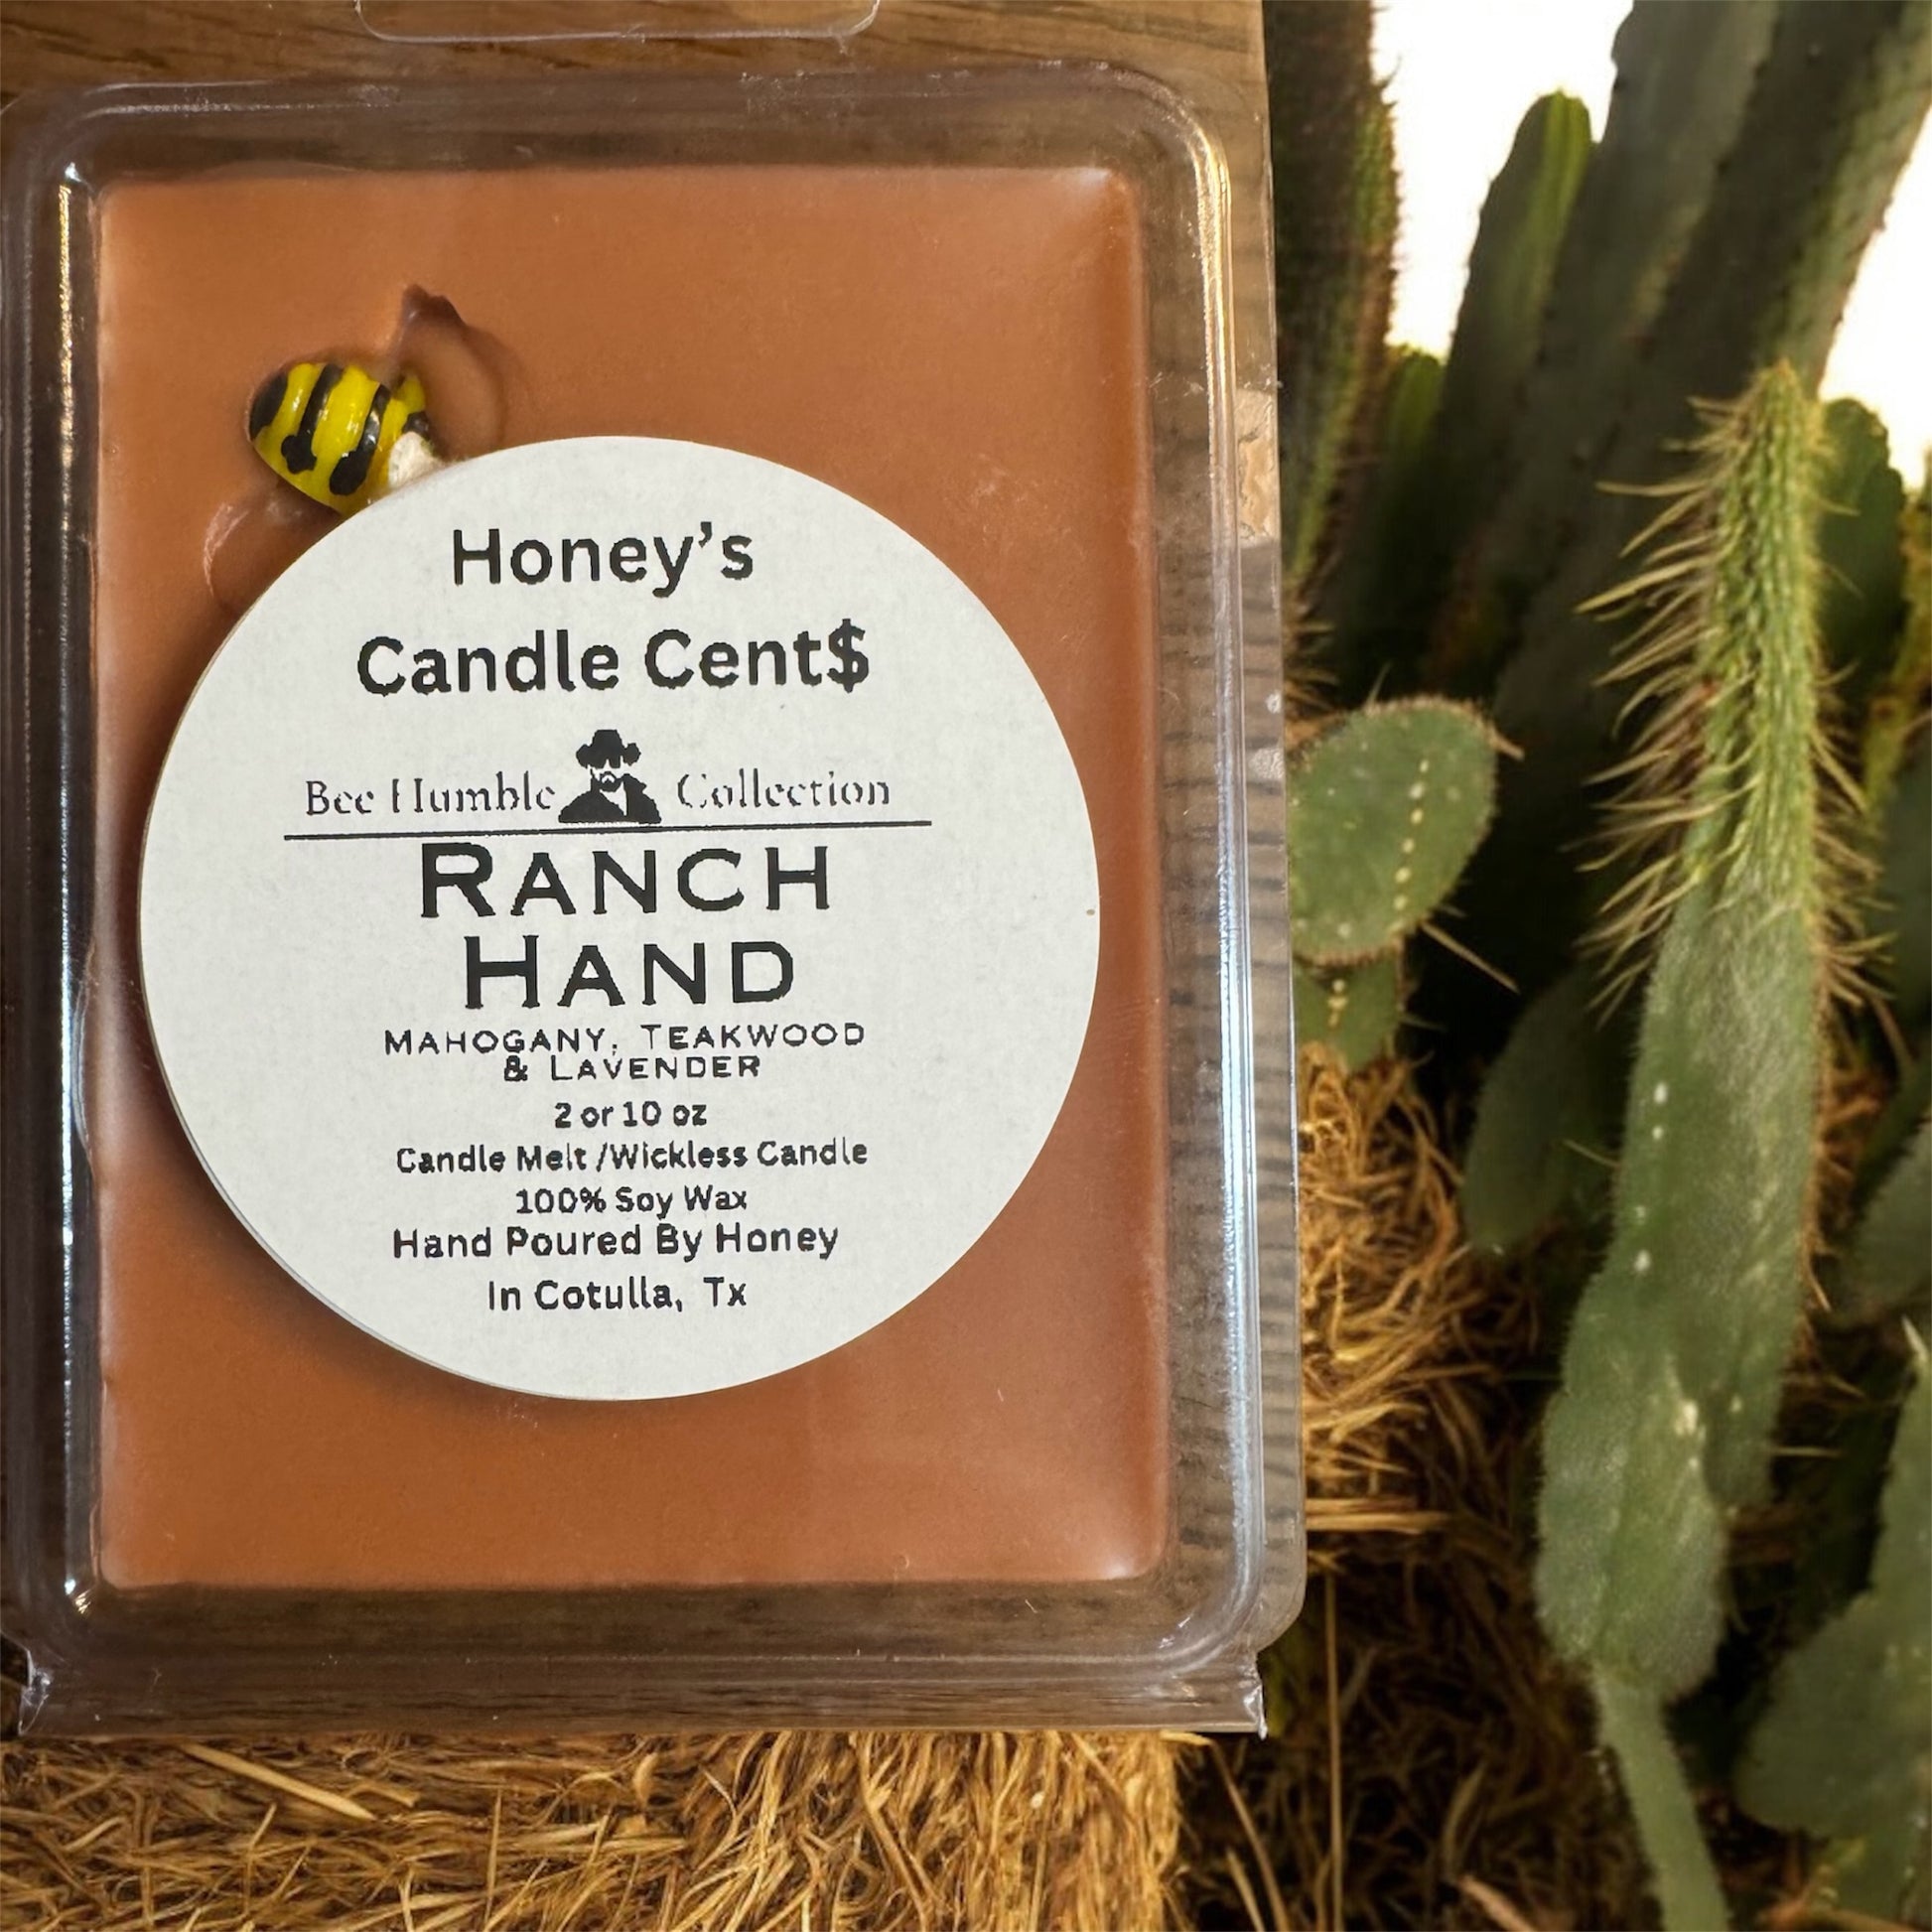 Honey's
Candle Cent$
Bee Humble Collection
RANCH
HAND
MAHOGANY, TEAKWOOD
& LAVENDER
2 or 10 oz
Candle Melt /Wickless Candle
100% Soy Wax
Hand Poured By Honey
In Cotulla, Tx